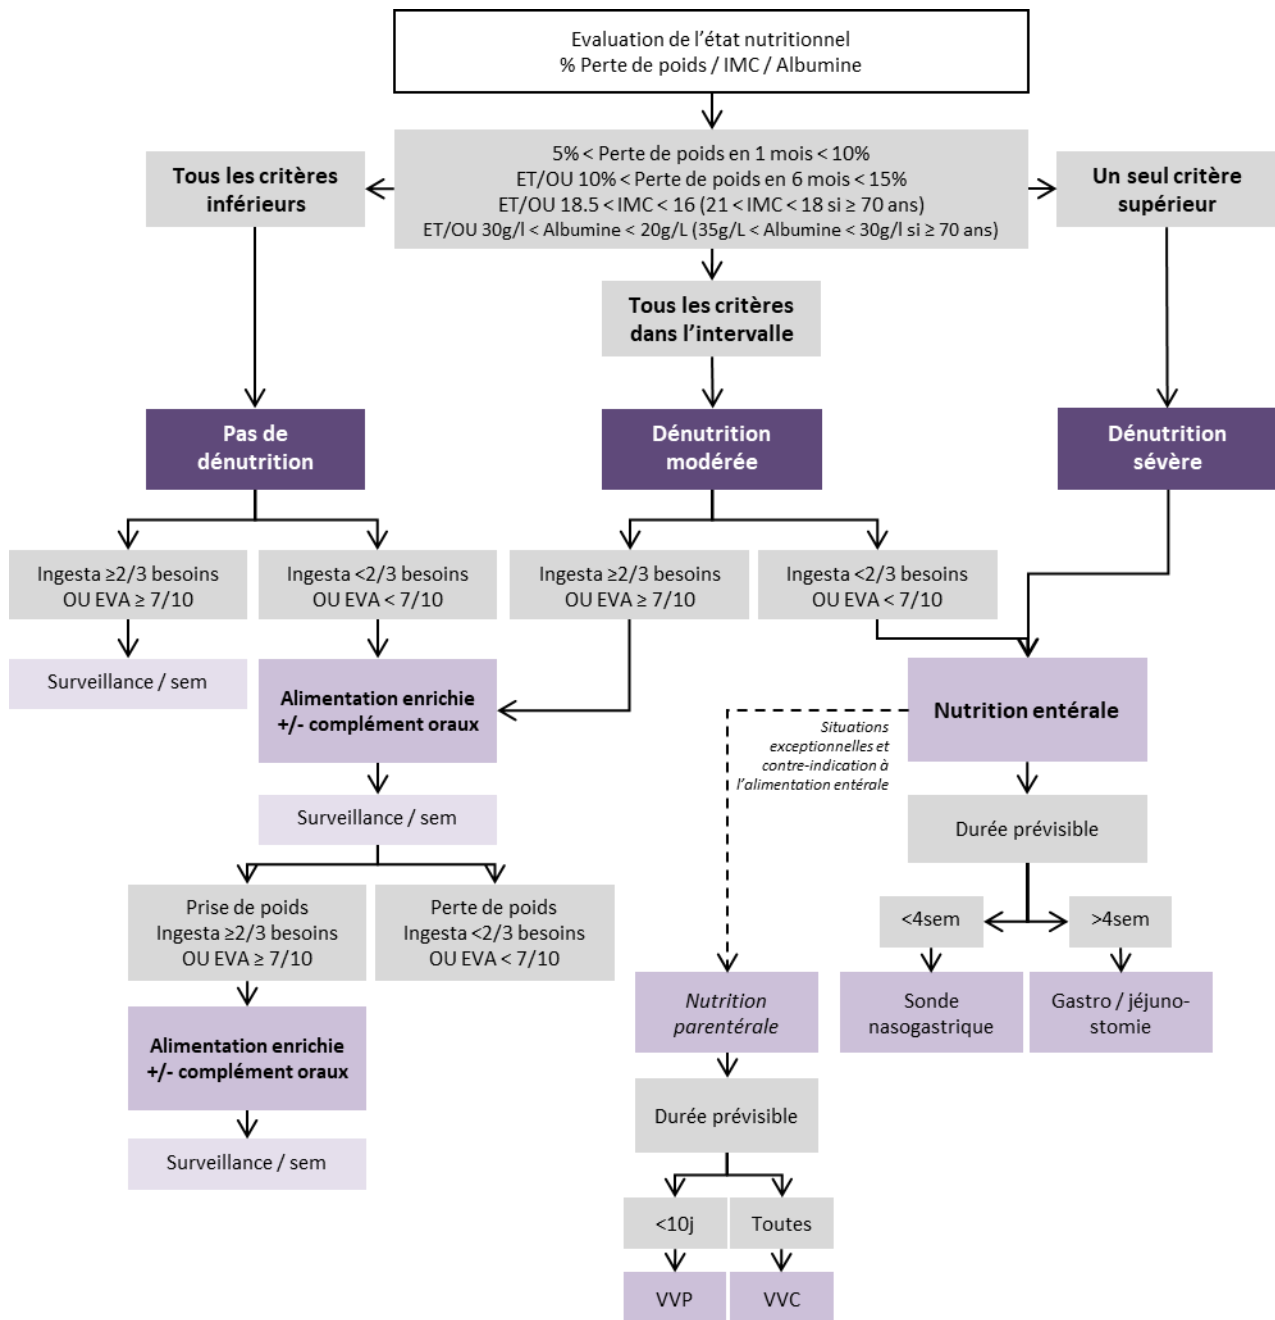 Evaluation de l'état nutritionnel
% Perte de poids / IMC / Albumine
5% < Perte de poids en 1 mois < 10%
ET/OU 10% < Perte de poids en 6 mois < 15%
ET/OU 18.5 < IMC < 16 (21 < IMC < 18 si ≥ 70 ans)
ET/OU 30g/l < Albumine < 20g/L (35g/L < Albumine < 30g/l si ≥ 70 ans)
Tous les critères
inférieurs
Un seul critère
supérieur
Tous les critères
dans l'intervalle
Pas de
dénutrition
Dénutrition
modérée
Dénutrition
sévère
Ingesta ≥2/3 besoins
OU EVA ≥ 7/10
Ingesta <2/3 besoins
OU EVA < 7/10
Ingesta ≥2/3 besoins
OU EVA ≥ 7/10
Ingesta <2/3 besoins
OU EVA < 7/10
Surveillance / sem
Alimentation enrichie
+/- complément oraux
Nutrition entérale
Situations
exceptionnelles et
contre-indication à
l'alimentation entérale
Surveillance / sem
Durée prévisible
Prise de poids
Ingesta ≥2/3 besoins
OU EVA ≥ 7/10
Perte de poids
Ingesta <2/3 besoins
OU EVA < 7/10
<4sem
>4sem
Nutrition
parentérale
Sonde
nasogastrique
Gastro / jéjuno-
stomie
Alimentation enrichie
+/- complément oraux
Durée prévisible
Surveillance / sem
<10j
Toutes
VVP
VVC